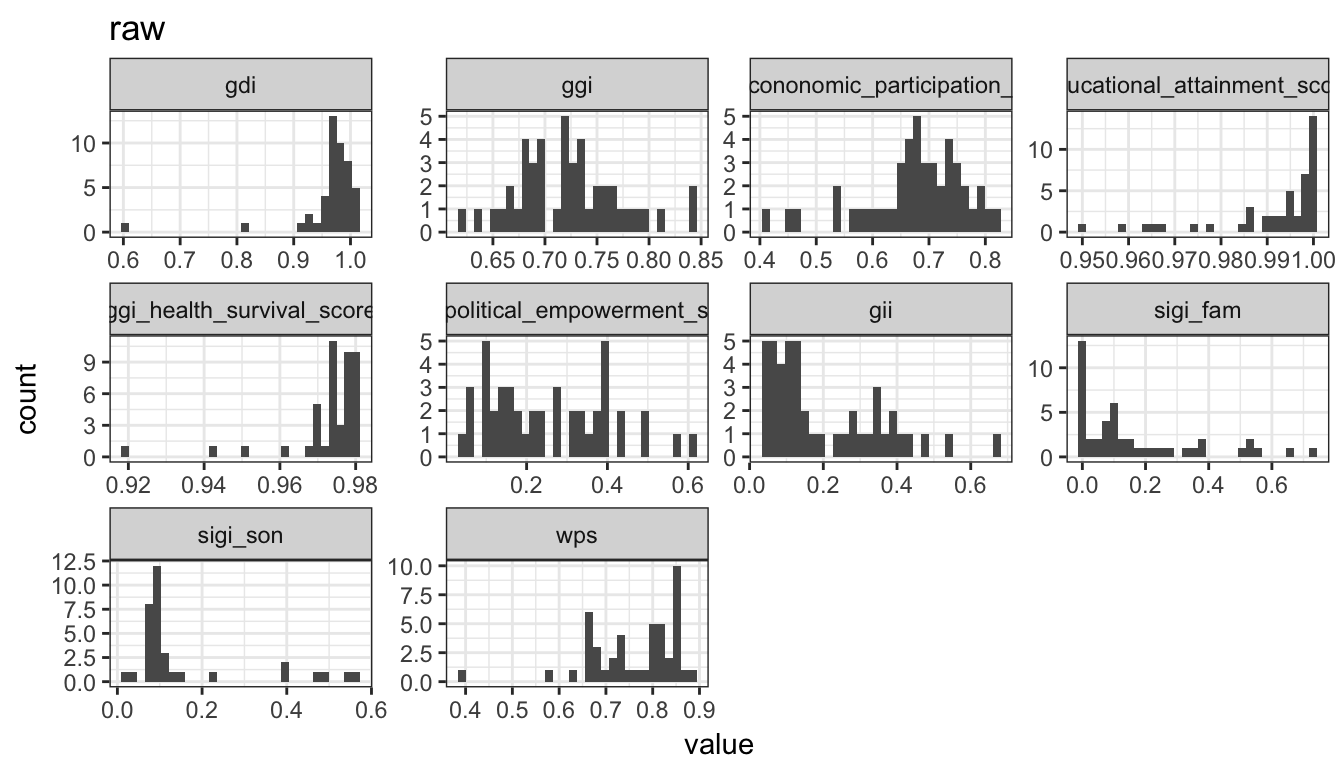 raw
gdi
ggi
cononomic_participation_
ucational_attainment_sco
10
5
0
5
4
3
2
1
0
5
4
3
2
1
0
10
5
0
0.6 0.7 0.8 0.9 1.0
0.65 0.70 0.75 0.80 0.85
0.4 0.5 0.6 0.7 0.8
0.950.960.970.980.991.00
ggi_health_survival_score
political_empowerment_s
gii
sigi_fam
count
9
6
3
0
5
4
3
2
1
0
5
4
3
2
1
0
10
5
0
0.92 0.94 0.96 0.98
0.2 0.4 0.6
0.0 0.2 0.4 0.6
0.0 0.2 0.4 0.6
sigi_son
wps
12.5
10.0
7.5
5.0
2.5
0.0
10.0
7.5
5.0
2.5
0.0
0.0 0.2 0.4 0.6
0.4 0.5 0.6 0.7 0.8 0.9
value